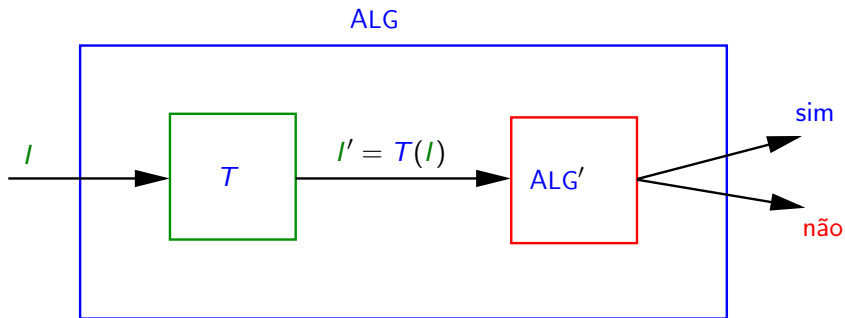 ALG
sim
I
I′ = T(I)
T
ALG′
não